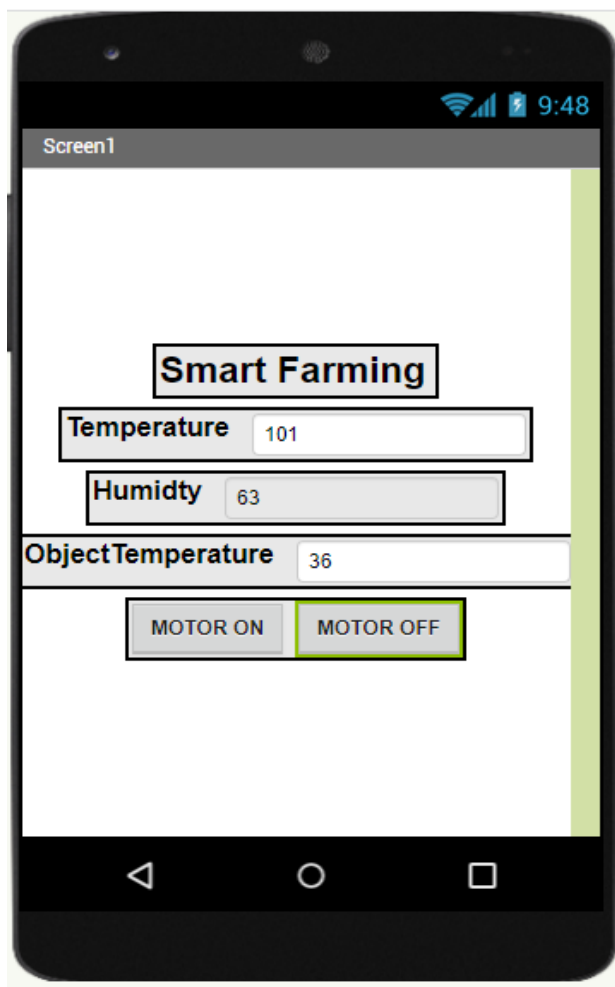 9:48
Screen1
Smart Farming
Temperature 101
Humidty 63
ObjectTemperature 36
MOTOR ON MOTOR OFF